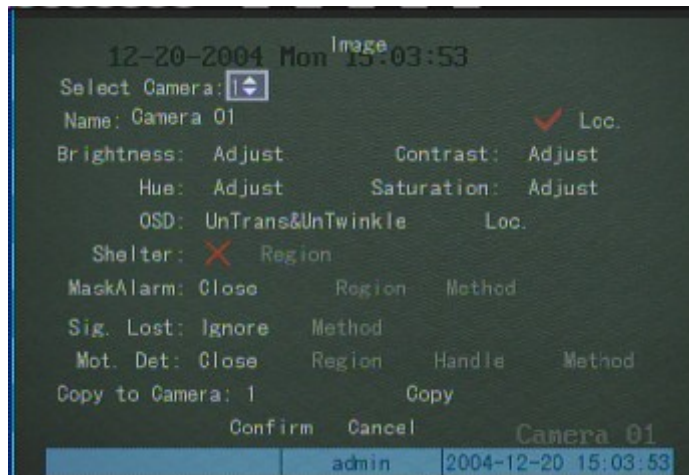 Image
12-20-2004 Mon 15:03:53
Select Camera: 1
Name: Camera 01 Loc.
Brightness: Adjust Contrast: Adjust
Hue: Adjust Saturation: Adjust
OSD: UnTrans&UnTwinkle Loc.
Shelter: Region
MaskAlarm: Close Region Method
Sig. Lost: Ignore Method
Mot. Det: Close Region Handle Method
Copy to Camera: 1 Copy
Confirm Cancel
Camera 01
admin 2004-12-20 15:03:53